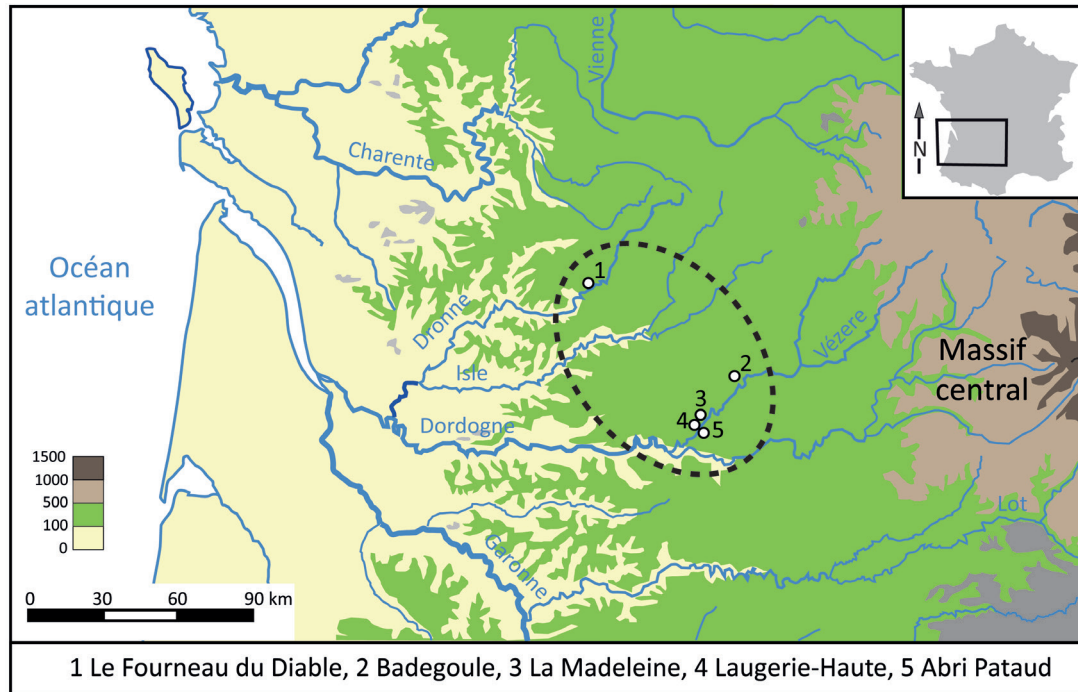 Vienne
N
Charente
Océan
atlantique
1
Dronne
Isle
2
Vézere
Massif
central
3
4
5
Dordogne
1500
1000
500
100
0
Lot
Garonne
0 30 60 90 km
1 Le Fourneau du Diable, 2 Badegoule, 3 La Madeleine, 4 Laugerie-Haute, 5 Abri Pataud